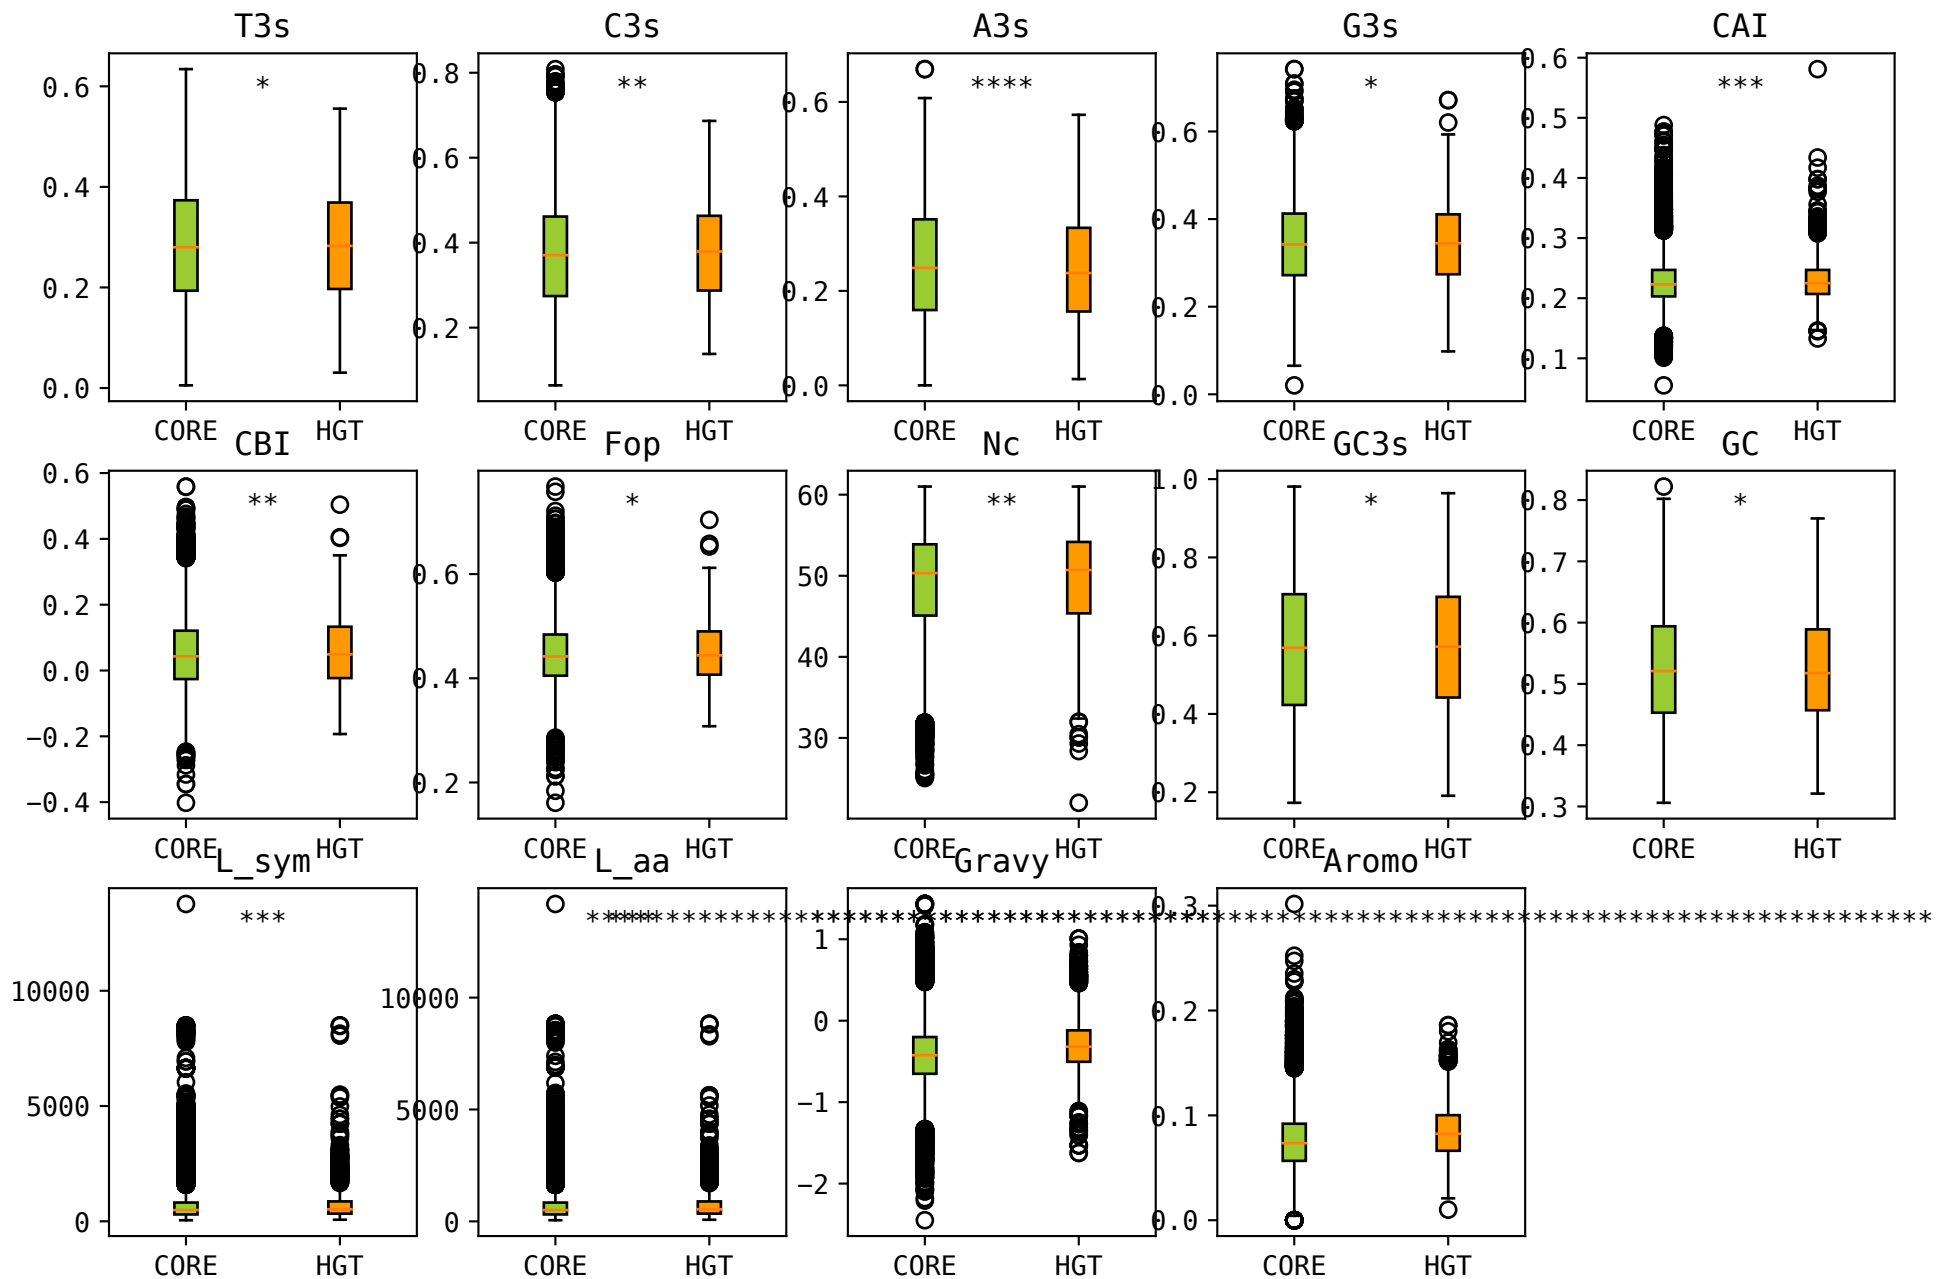 T3s
C3s
A3s
G3s
CAI
*
**
****
*
***
0.6
0.4
0.2
0.0
0.8
0.6
0.4
0.2
0.6
0.4
0.2
0.0
0.6
0.4
0.2
0.0
0.6
0.5
0.4
0.3
0.2
0.1
CORE HGT
CORE HGT
CORE HGT
CORE HGT
CORE HGT
CBI
Fop
Nc
GC3s
GC
**
*
**
*
*
0.6
0.4
0.2
0.0
−0.2
−0.4
0.6
0.4
0.2
60
50
40
30
1.0
0.8
0.6
0.4
0.2
0.8
0.7
0.6
0.5
0.4
0.3
CORE HGT
CORE HGT
CORE HGT
CORE HGT
CORE HGT
L_sym
L_aa
Gravy
Aromo
***
10000
5000
0
10000
5000
0
1
0
−1
−2
0.3
0.2
0.1
0.0
CORE HGT
CORE HGT
CORE HGT
CORE HGT